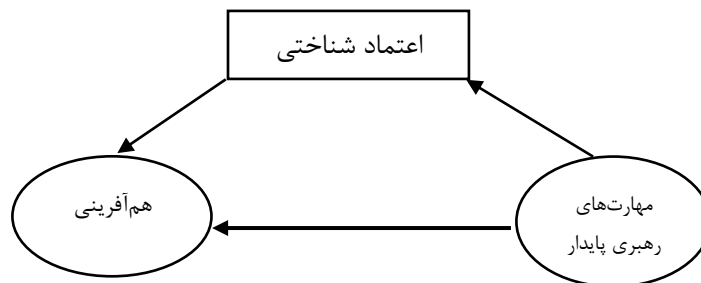 اعتماد شناختی
مهارت‌های
رهبری پایدار
هم‌آفرینی